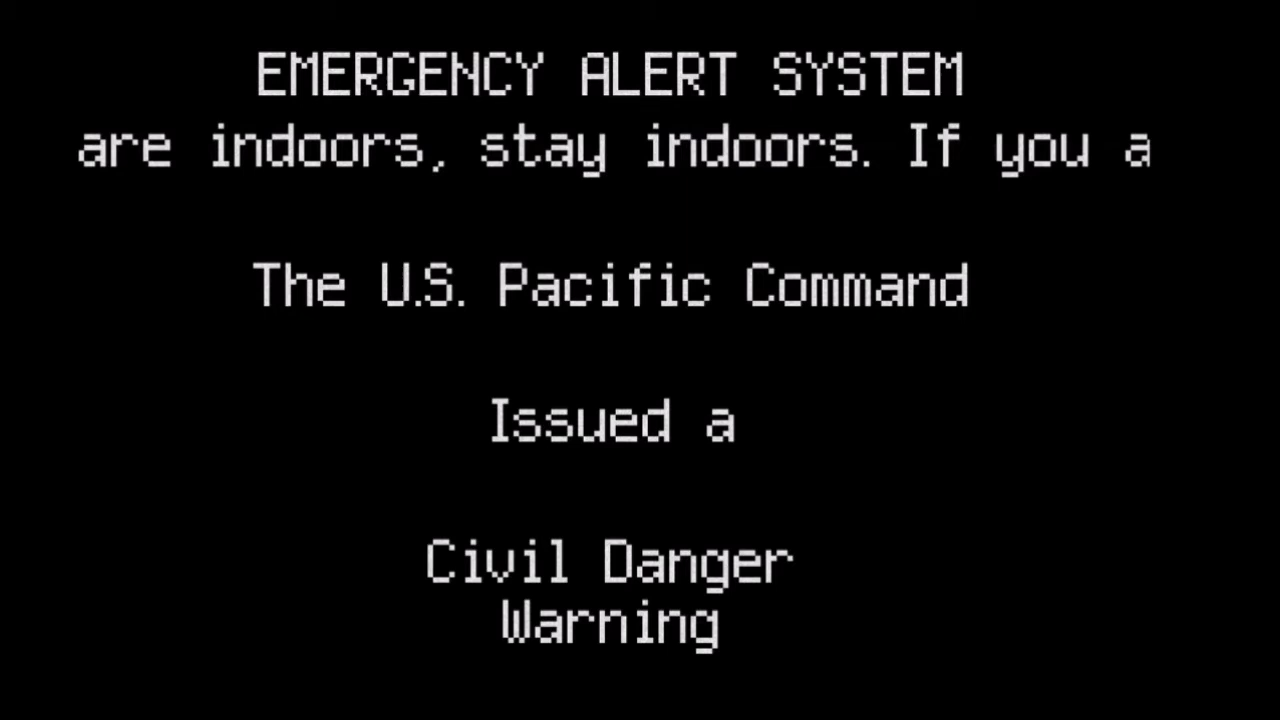 EMERGENCY ALERT SYSTEM
are indoors, stay indoors. If you a
The U.S. Pacific Command
Issued a
Civil Danger
Warning